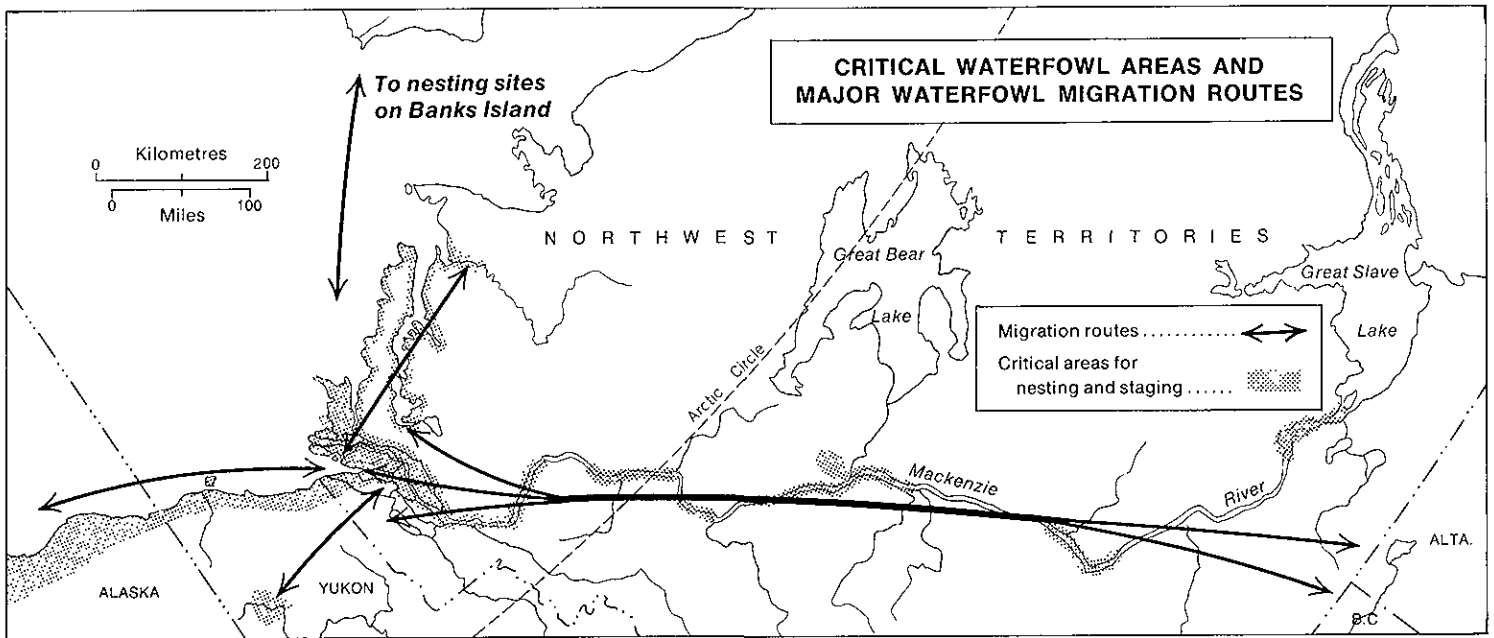 CRITICAL WATERFOWL AREAS AND
MAJOR WATERFOWL MIGRATION ROUTES
To nesting sites
on Banks Island
Kilometres
0 200
0 100
Miles
NORTHWEST TERRITORIES
Great Bear
Lake
Great Slave
Lake
Migration routes...........
Critical areas for
nesting and staging......
Arctic Circle
Mackenzie
River
ALTA.
ALASKA
YUKON
B.C